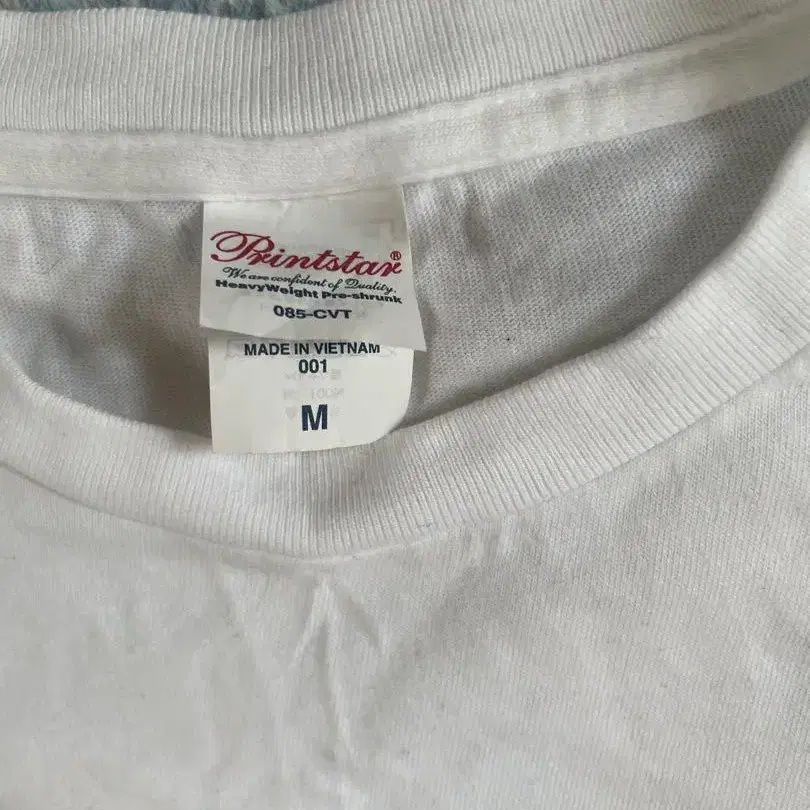 Printstar®
We are confident of Quality.
HeavyWeight Pre-shrunk
085-CVT
MADE IN VIETNAM
001
M